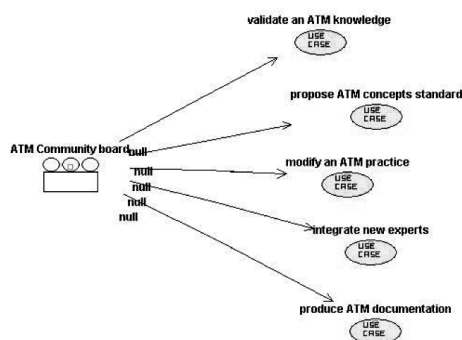 validate an ATM knowledge
USE
CASE
propose ATM concepts standard
USE
CASE
ATM Community board
null
modify an ATM practice
null
USE
CASE
null
null
integrate new experts
null
USE
CASE
produce ATM documentation
USE
CASE